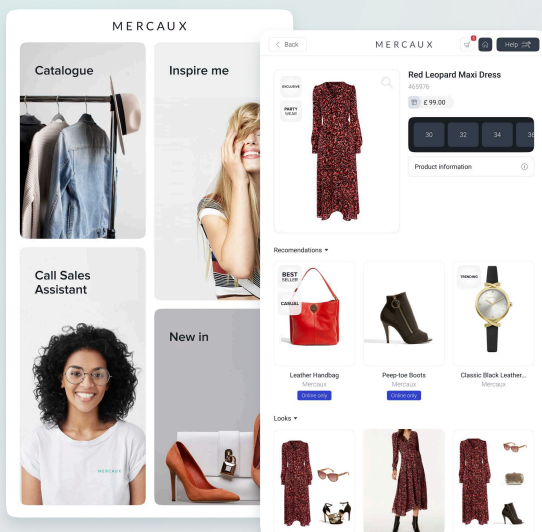 MERCAUX
Catalogue
Inspire me
Call Sales
Assistant
MERCAUX
New in
Back
MERCAUX
Help
EXCLUSIVE
PARTY
WEAR
Red Leopard Maxi Dress
465976
£ 99.00
30 32 34 36
Product information
Recomendations
BEST
SELLER
CASUAL
TRENDING
Leather Handbag
Mercaux
Online only
Peep-toe Boots
Mercaux
Online only
Classic Black Leather...
Mercaux
Looks